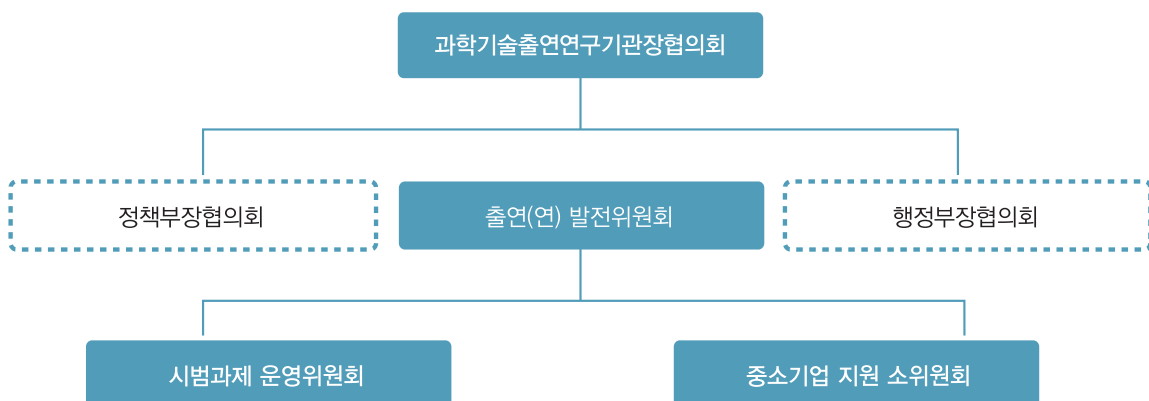 과학기술출연연구기관장협의회
정책부장협의회
출연(연) 발전위원회
행정부장협의회
시범과제 운영위원회
중소기업 지원 소위원회